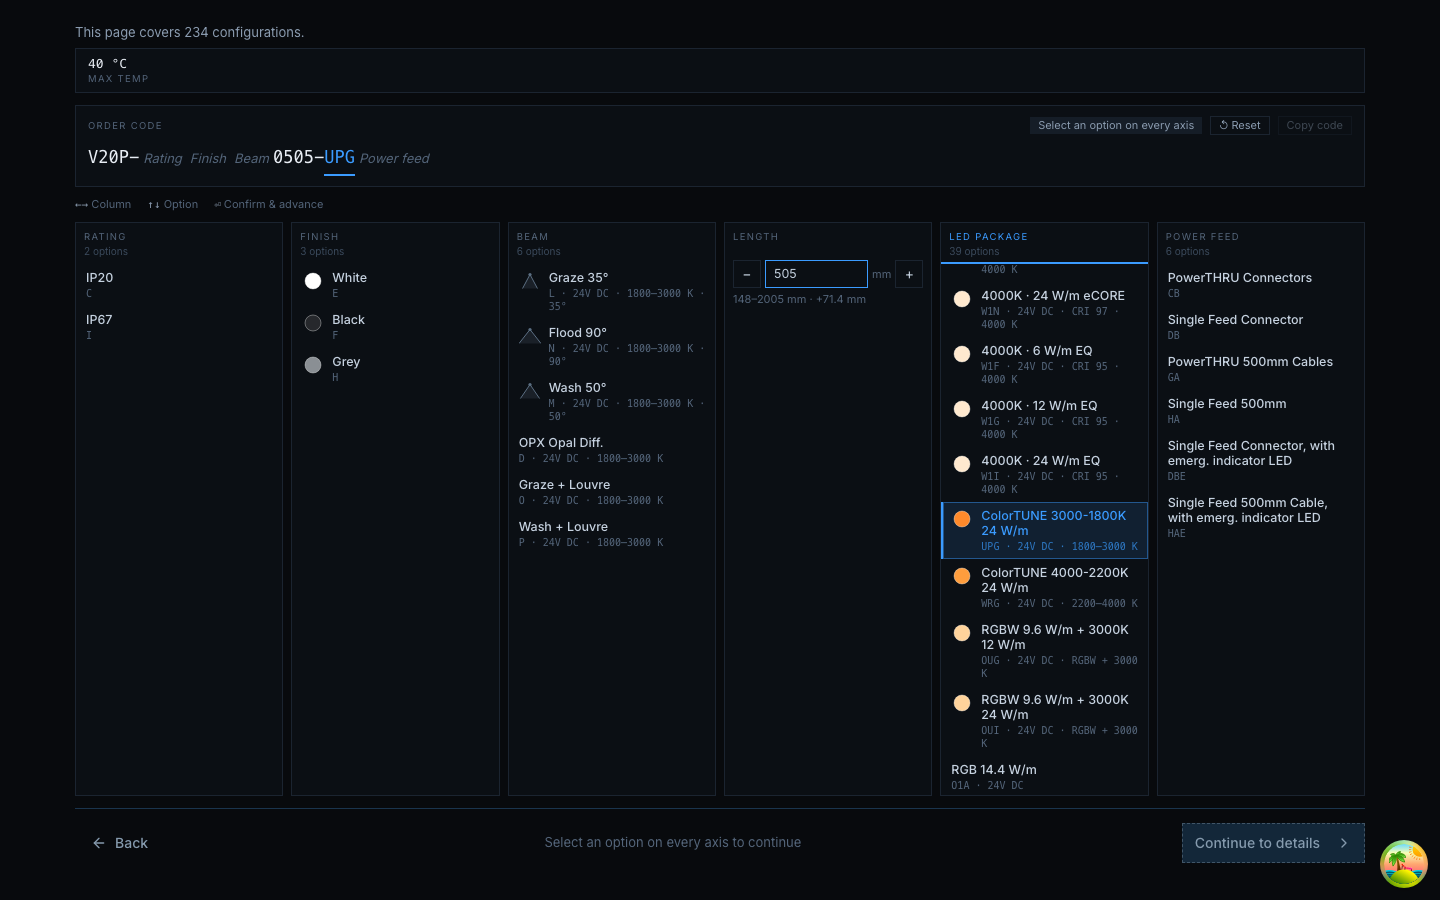 This page covers 234 configurations.
40 °C
MAX TEMP
ORDER CODE
Select an option on every axis
↺ Reset
Copy code
V20P– Rating Finish Beam 0505–UPG Power feed
←→ Column ↑↓ Option ⏎ Confirm & advance
RATING
2 options
IP20
C
IP67
I
FINISH
3 options
White
E
Black
F
Grey
H
BEAM
6 options
Graze 35°
L · 24V DC · 1800–3000 K ·
35°
Flood 90°
N · 24V DC · 1800–3000 K ·
90°
Wash 50°
M · 24V DC · 1800–3000 K ·
50°
OPX Opal Diff.
D · 24V DC · 1800–3000 K
Graze + Louvre
O · 24V DC · 1800–3000 K
Wash + Louvre
P · 24V DC · 1800–3000 K
LENGTH
− 505 mm +
148–2005 mm · +71.4 mm
LED PACKAGE
39 options
4000 K
4000K · 24 W/m eCORE
W1N · 24V DC · CRI 97 ·
4000 K
4000K · 6 W/m EQ
W1F · 24V DC · CRI 95 ·
4000 K
4000K · 12 W/m EQ
W1G · 24V DC · CRI 95 ·
4000 K
4000K · 24 W/m EQ
W1I · 24V DC · CRI 95 ·
4000 K
ColorTUNE 3000-1800K
24 W/m
UPG · 24V DC · 1800–3000 K
ColorTUNE 4000-2200K
24 W/m
WRG · 24V DC · 2200–4000 K
RGBW 9.6 W/m + 3000K
12 W/m
OUG · 24V DC · RGBW + 3000
K
RGBW 9.6 W/m + 3000K
24 W/m
OUI · 24V DC · RGBW + 3000
K
RGB 14.4 W/m
O1A · 24V DC
POWER FEED
6 options
PowerTHRU Connectors
CB
Single Feed Connector
DB
PowerTHRU 500mm Cables
GA
Single Feed 500mm
HA
Single Feed Connector, with
emerg. indicator LED
DBE
Single Feed 500mm Cable,
with emerg. indicator LED
HAE
← Back
Select an option on every axis to continue
Continue to details